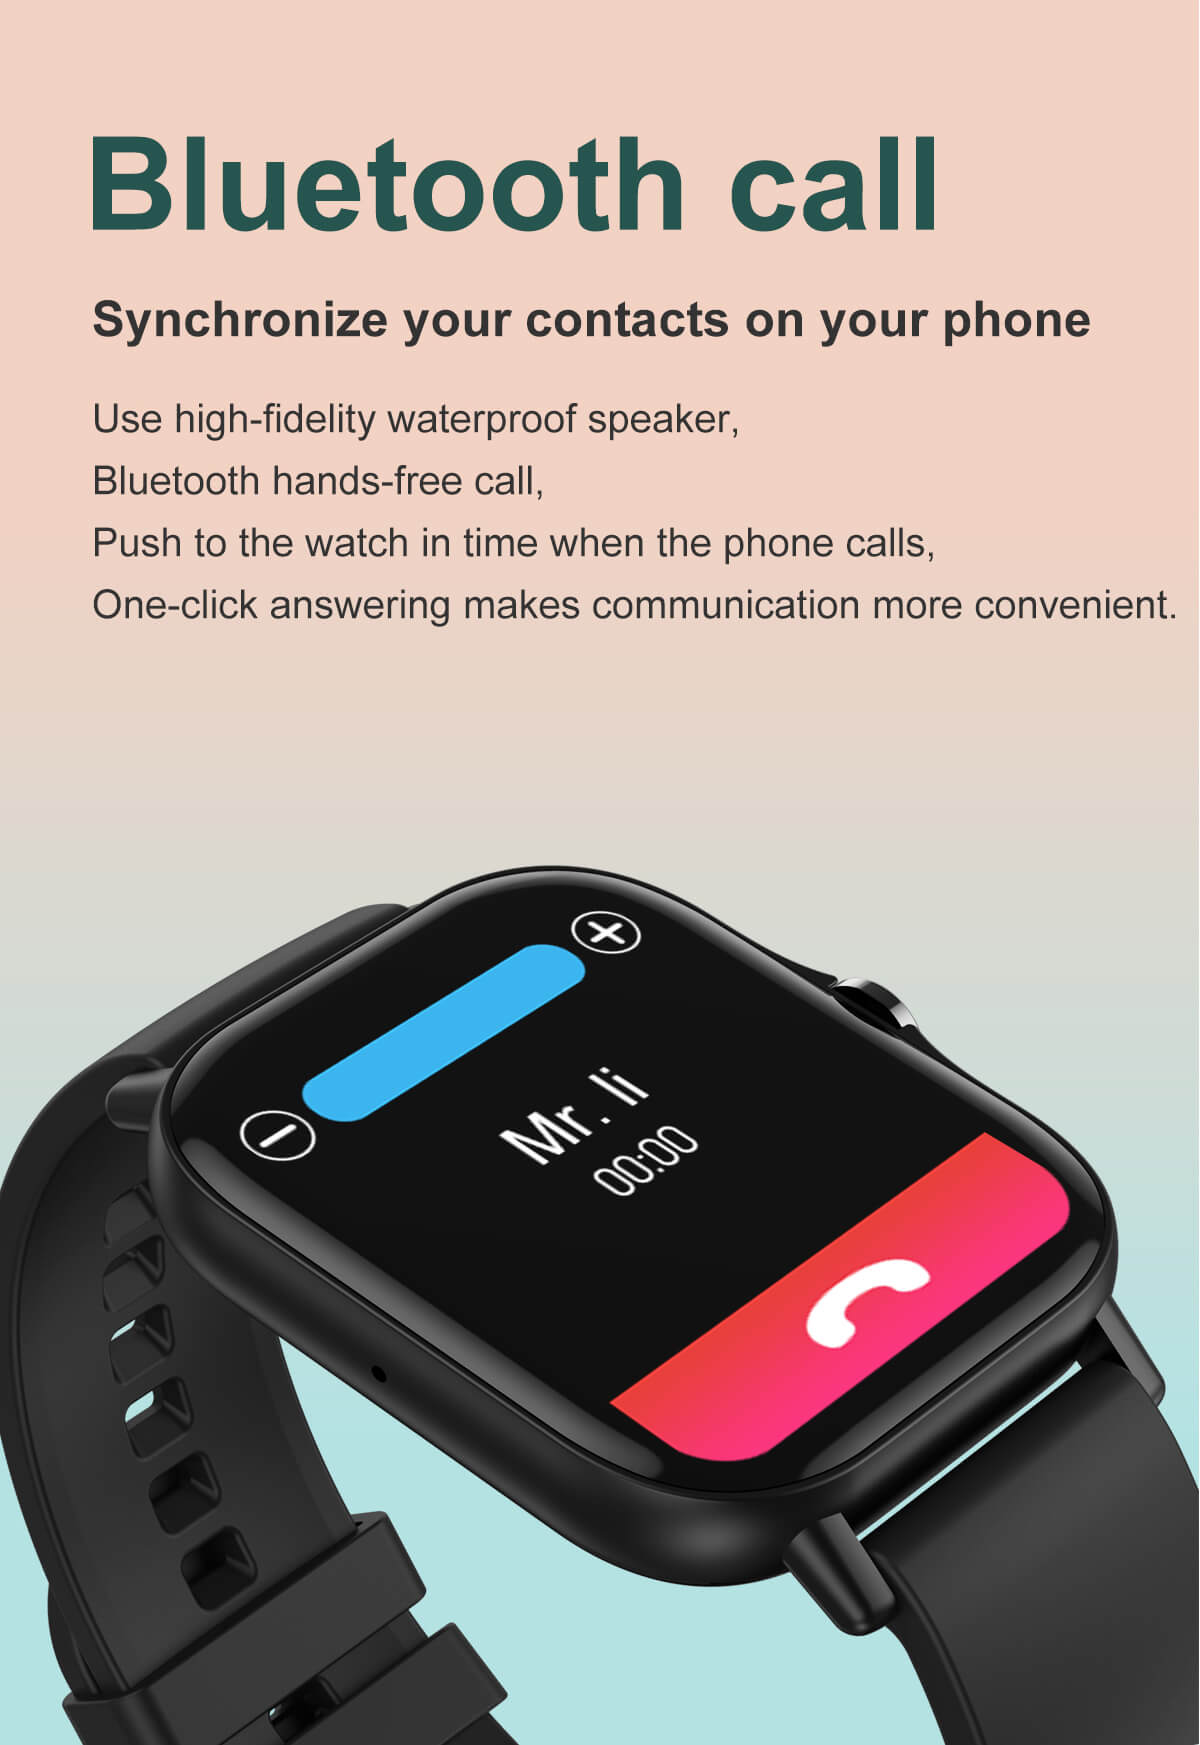 Bluetooth call
Synchronize your contacts on your phone
Use high-fidelity waterproof speaker,
Bluetooth hands-free call,
Push to the watch in time when the phone calls,
One-click answering makes communication more convenient.
Mr. li
00:00